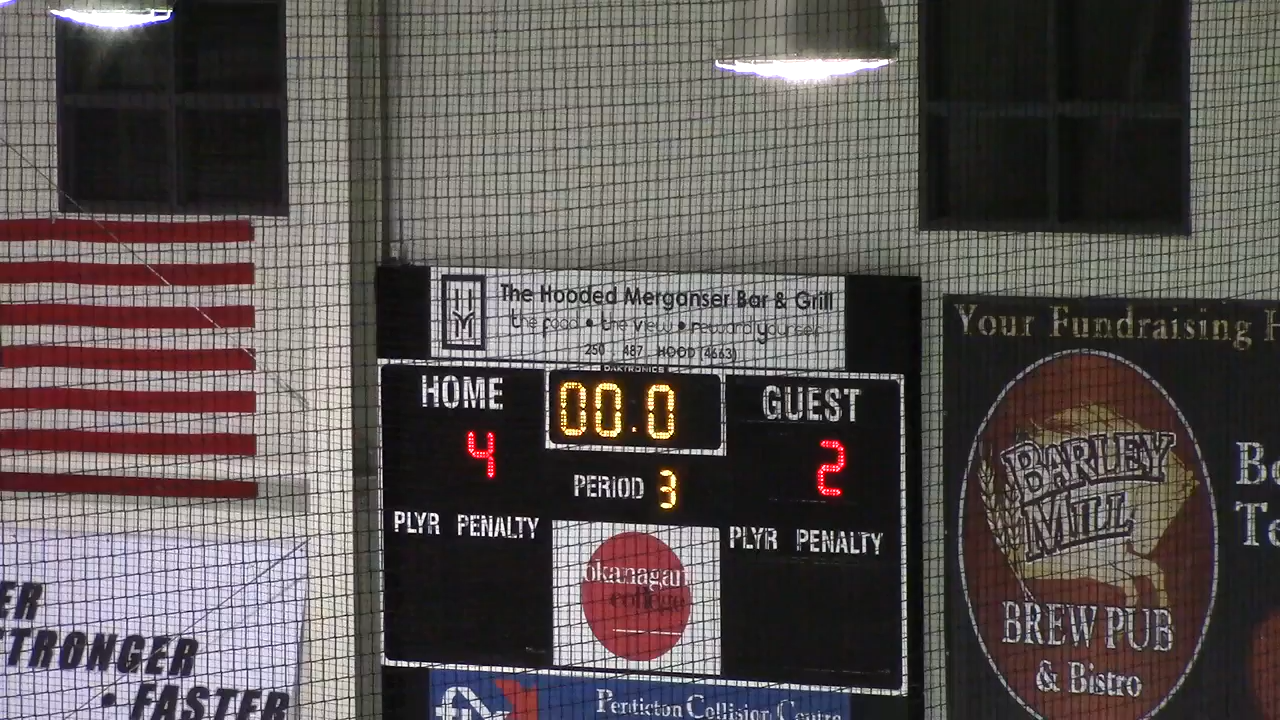 The Hooded Merganser Bar & Grill
the food • the view • reward yourself
250 487 HOOD (4663)
DAKTRONICS
HOME
00.0
GUEST
4
2
PERIOD 3
PLYR PENALTY
PLYR PENALTY
okanagan
college
Penticton Collision Centre
Your Fundraising
BARLEY
MILL
BREW PUB
& Bistro
ER
TRONGER
• FASTER